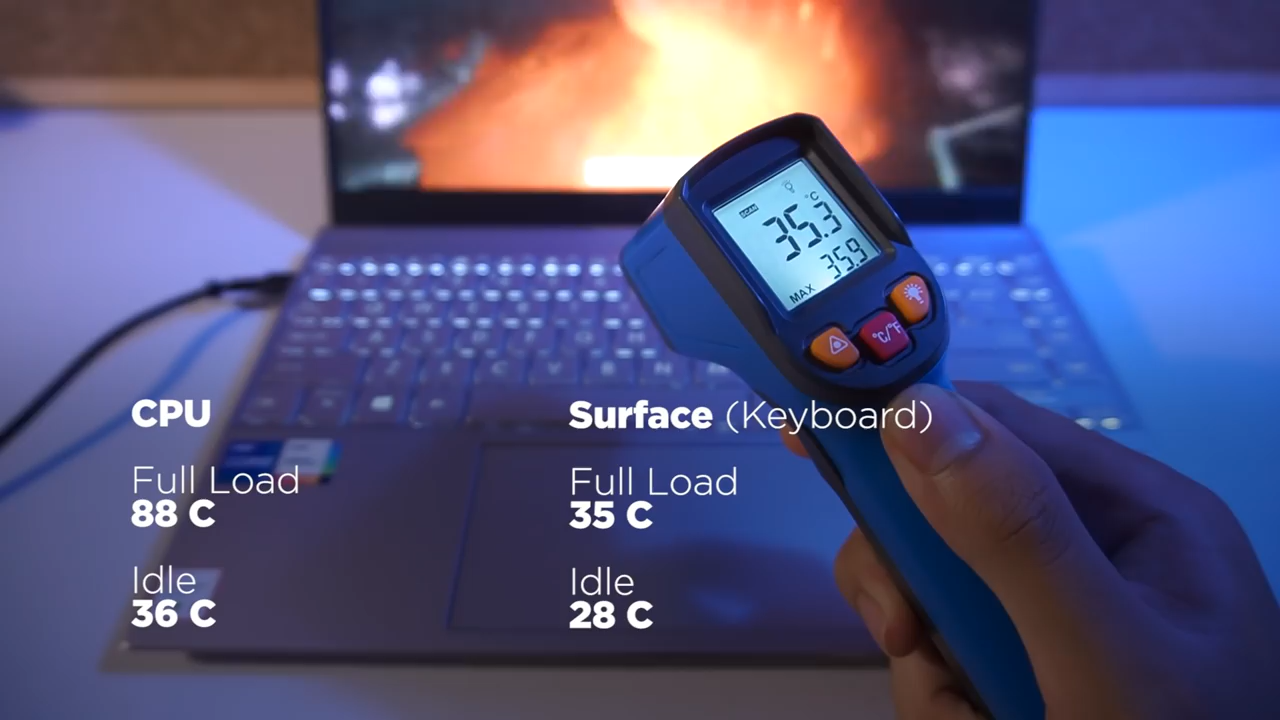 SCAN
°C
35.3
35.9
MAX
°C/°F
CPU
Surface (Keyboard)
Full Load
88 C
Full Load
35 C
Idle
36 C
Idle
28 C
Z
C
V
B
N